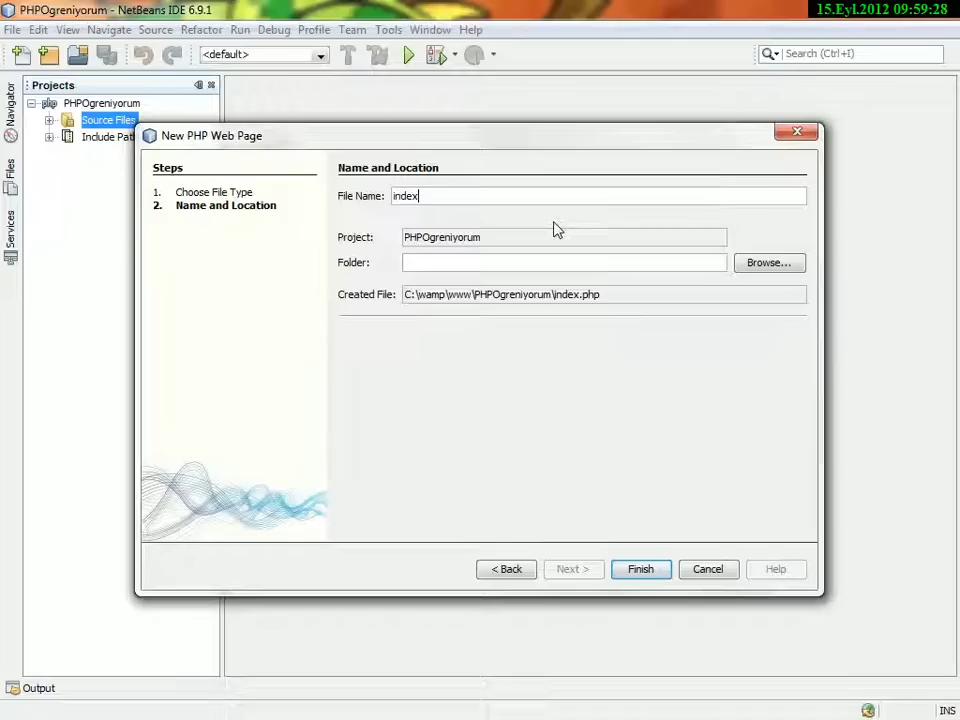 PHPOgreniyorum - NetBeans IDE 6.9.1
15.Eyl.2012 09:59:28
File Edit View Navigate Source Refactor Run Debug Profile Team Tools Window Help
<default>
Search (Ctrl+I)
Projects
Navigator
Files
Services
PHPOgreniyorum
Source Files
Include Pat
New PHP Web Page
Steps
1. Choose File Type
2. Name and Location
Name and Location
File Name: index
Project: PHPOgreniyorum
Folder:
Browse...
Created File: C:\wamp\www\PHPOgreniyorum\index.php
< Back
Next >
Finish
Cancel
Help
Output
INS